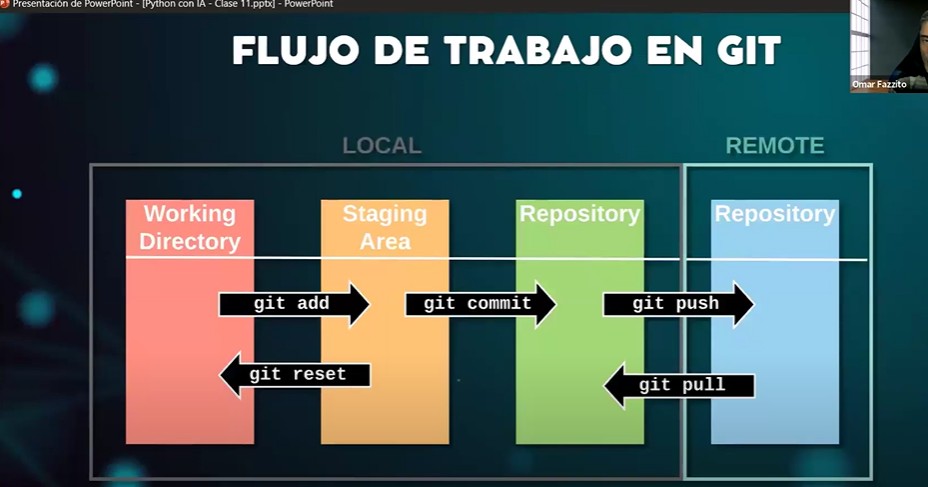 Presentación de PowerPoint - [Python con IA - Clase 11.pptx] - PowerPoint
FLUJO DE TRABAJO EN GIT
Omar Fazzito
LOCAL
REMOTE
Working
Directory
Staging
Area
Repository
Repository
git add
git commit
git push
git reset
git pull